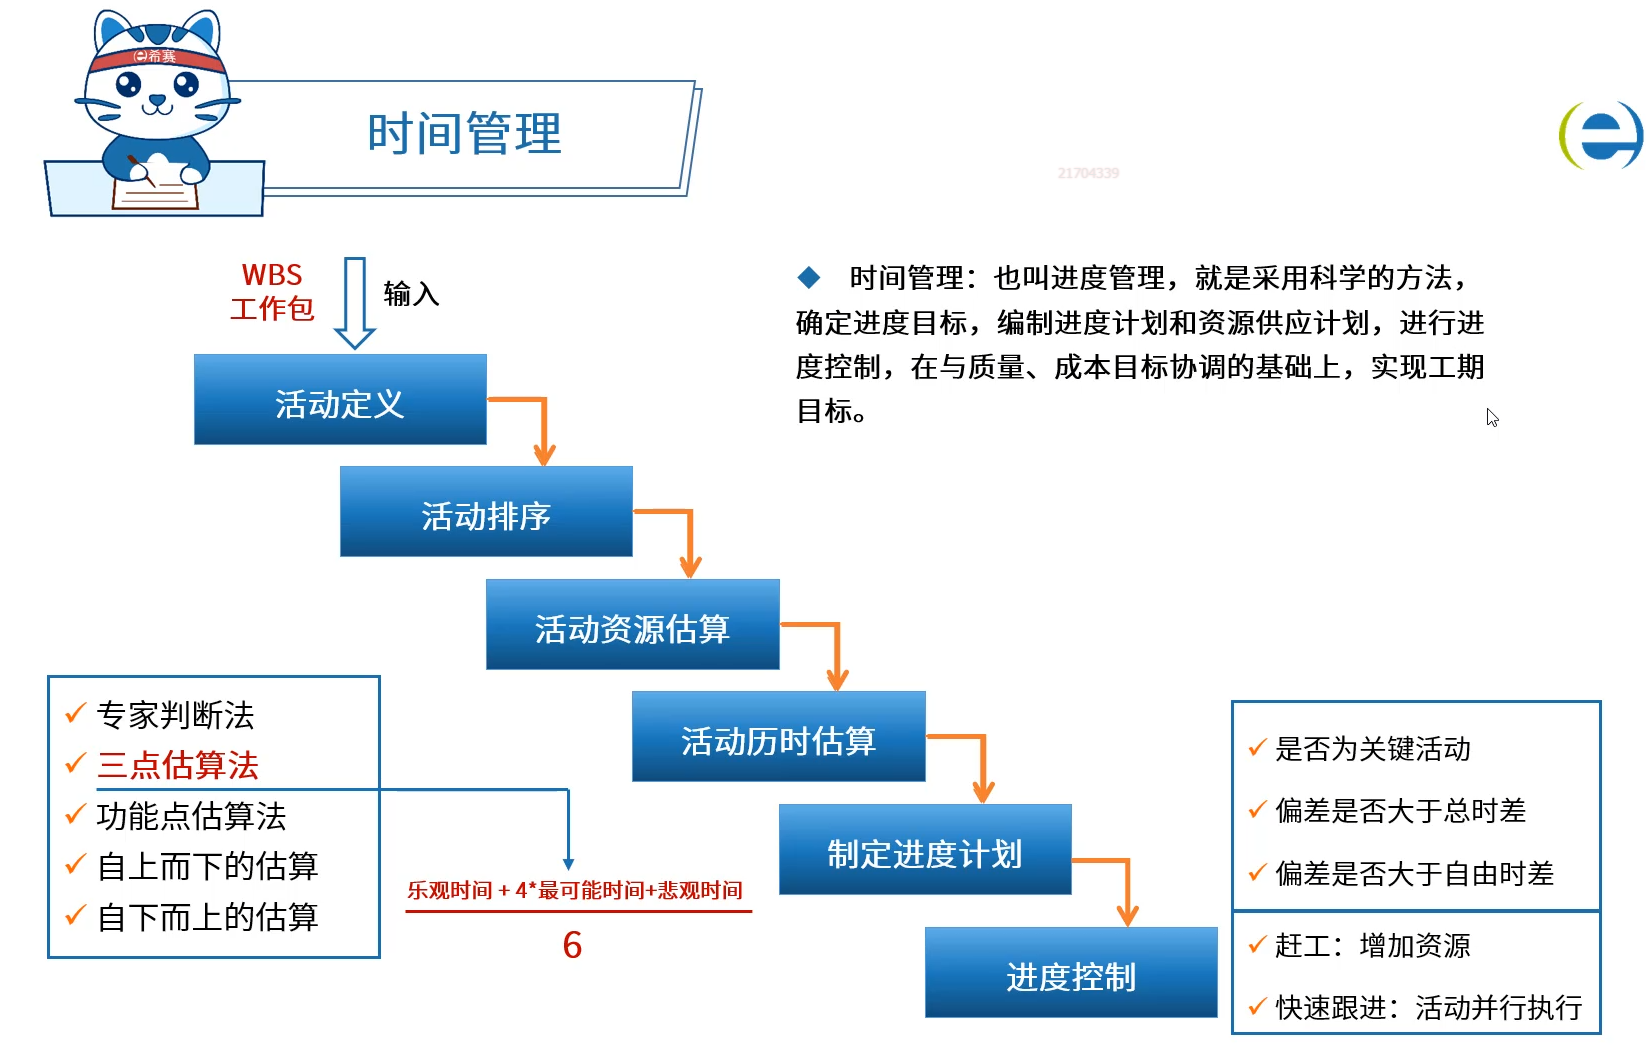 希赛
时间管理
21704339
WBS
工作包
输入
◆ 时间管理：也叫进度管理，就是采用科学的方法，
确定进度目标，编制进度计划和资源供应计划，进行进
度控制，在与质量、成本目标协调的基础上，实现工期
目标。
活动定义
活动排序
活动资源估算
活动历时估算
制定进度计划
进度控制
✓ 专家判断法
✓ 三点估算法
✓ 功能点估算法
✓ 自上而下的估算
✓ 自下而上的估算
乐观时间 + 4*最可能时间+悲观时间
6
✓ 是否为关键活动
✓ 偏差是否大于总时差
✓ 偏差是否大于自由时差
✓ 赶工：增加资源
✓ 快速跟进：活动并行执行